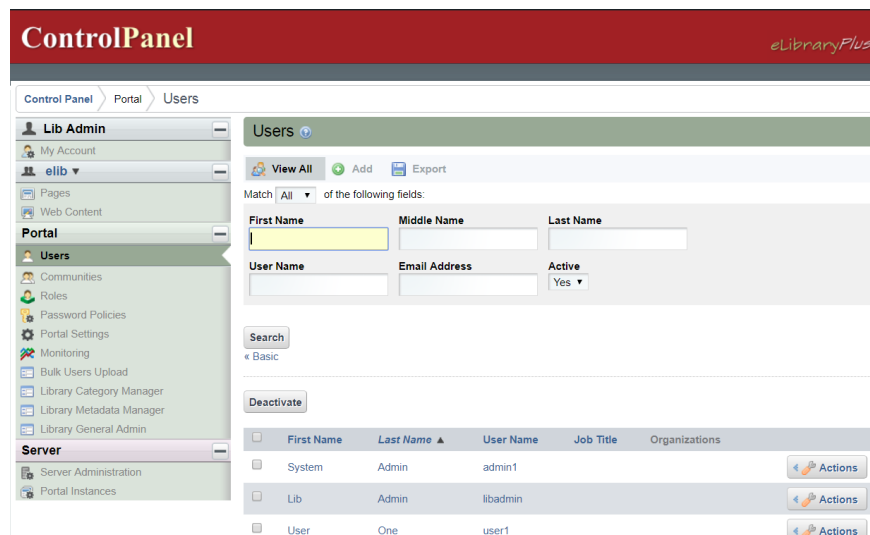 ControlPanel
eLibraryPlus
Control Panel Portal Users
Lib Admin
My Account
elib ▾
Pages
Web Content
Portal
Users
Communities
Roles
Password Policies
Portal Settings
Monitoring
Bulk Users Upload
Library Category Manager
Library Metadata Manager
Library General Admin
Server
Server Administration
Portal Instances
Users
View All Add Export
Match All ▾ of the following fields:
First Name Middle Name Last Name
User Name Email Address Active
Yes ▾
Search
« Basic
Deactivate
First Name Last Name ▲ User Name Job Title Organizations
System Admin admin1 Actions
Lib Admin libadmin Actions
User One user1 Actions